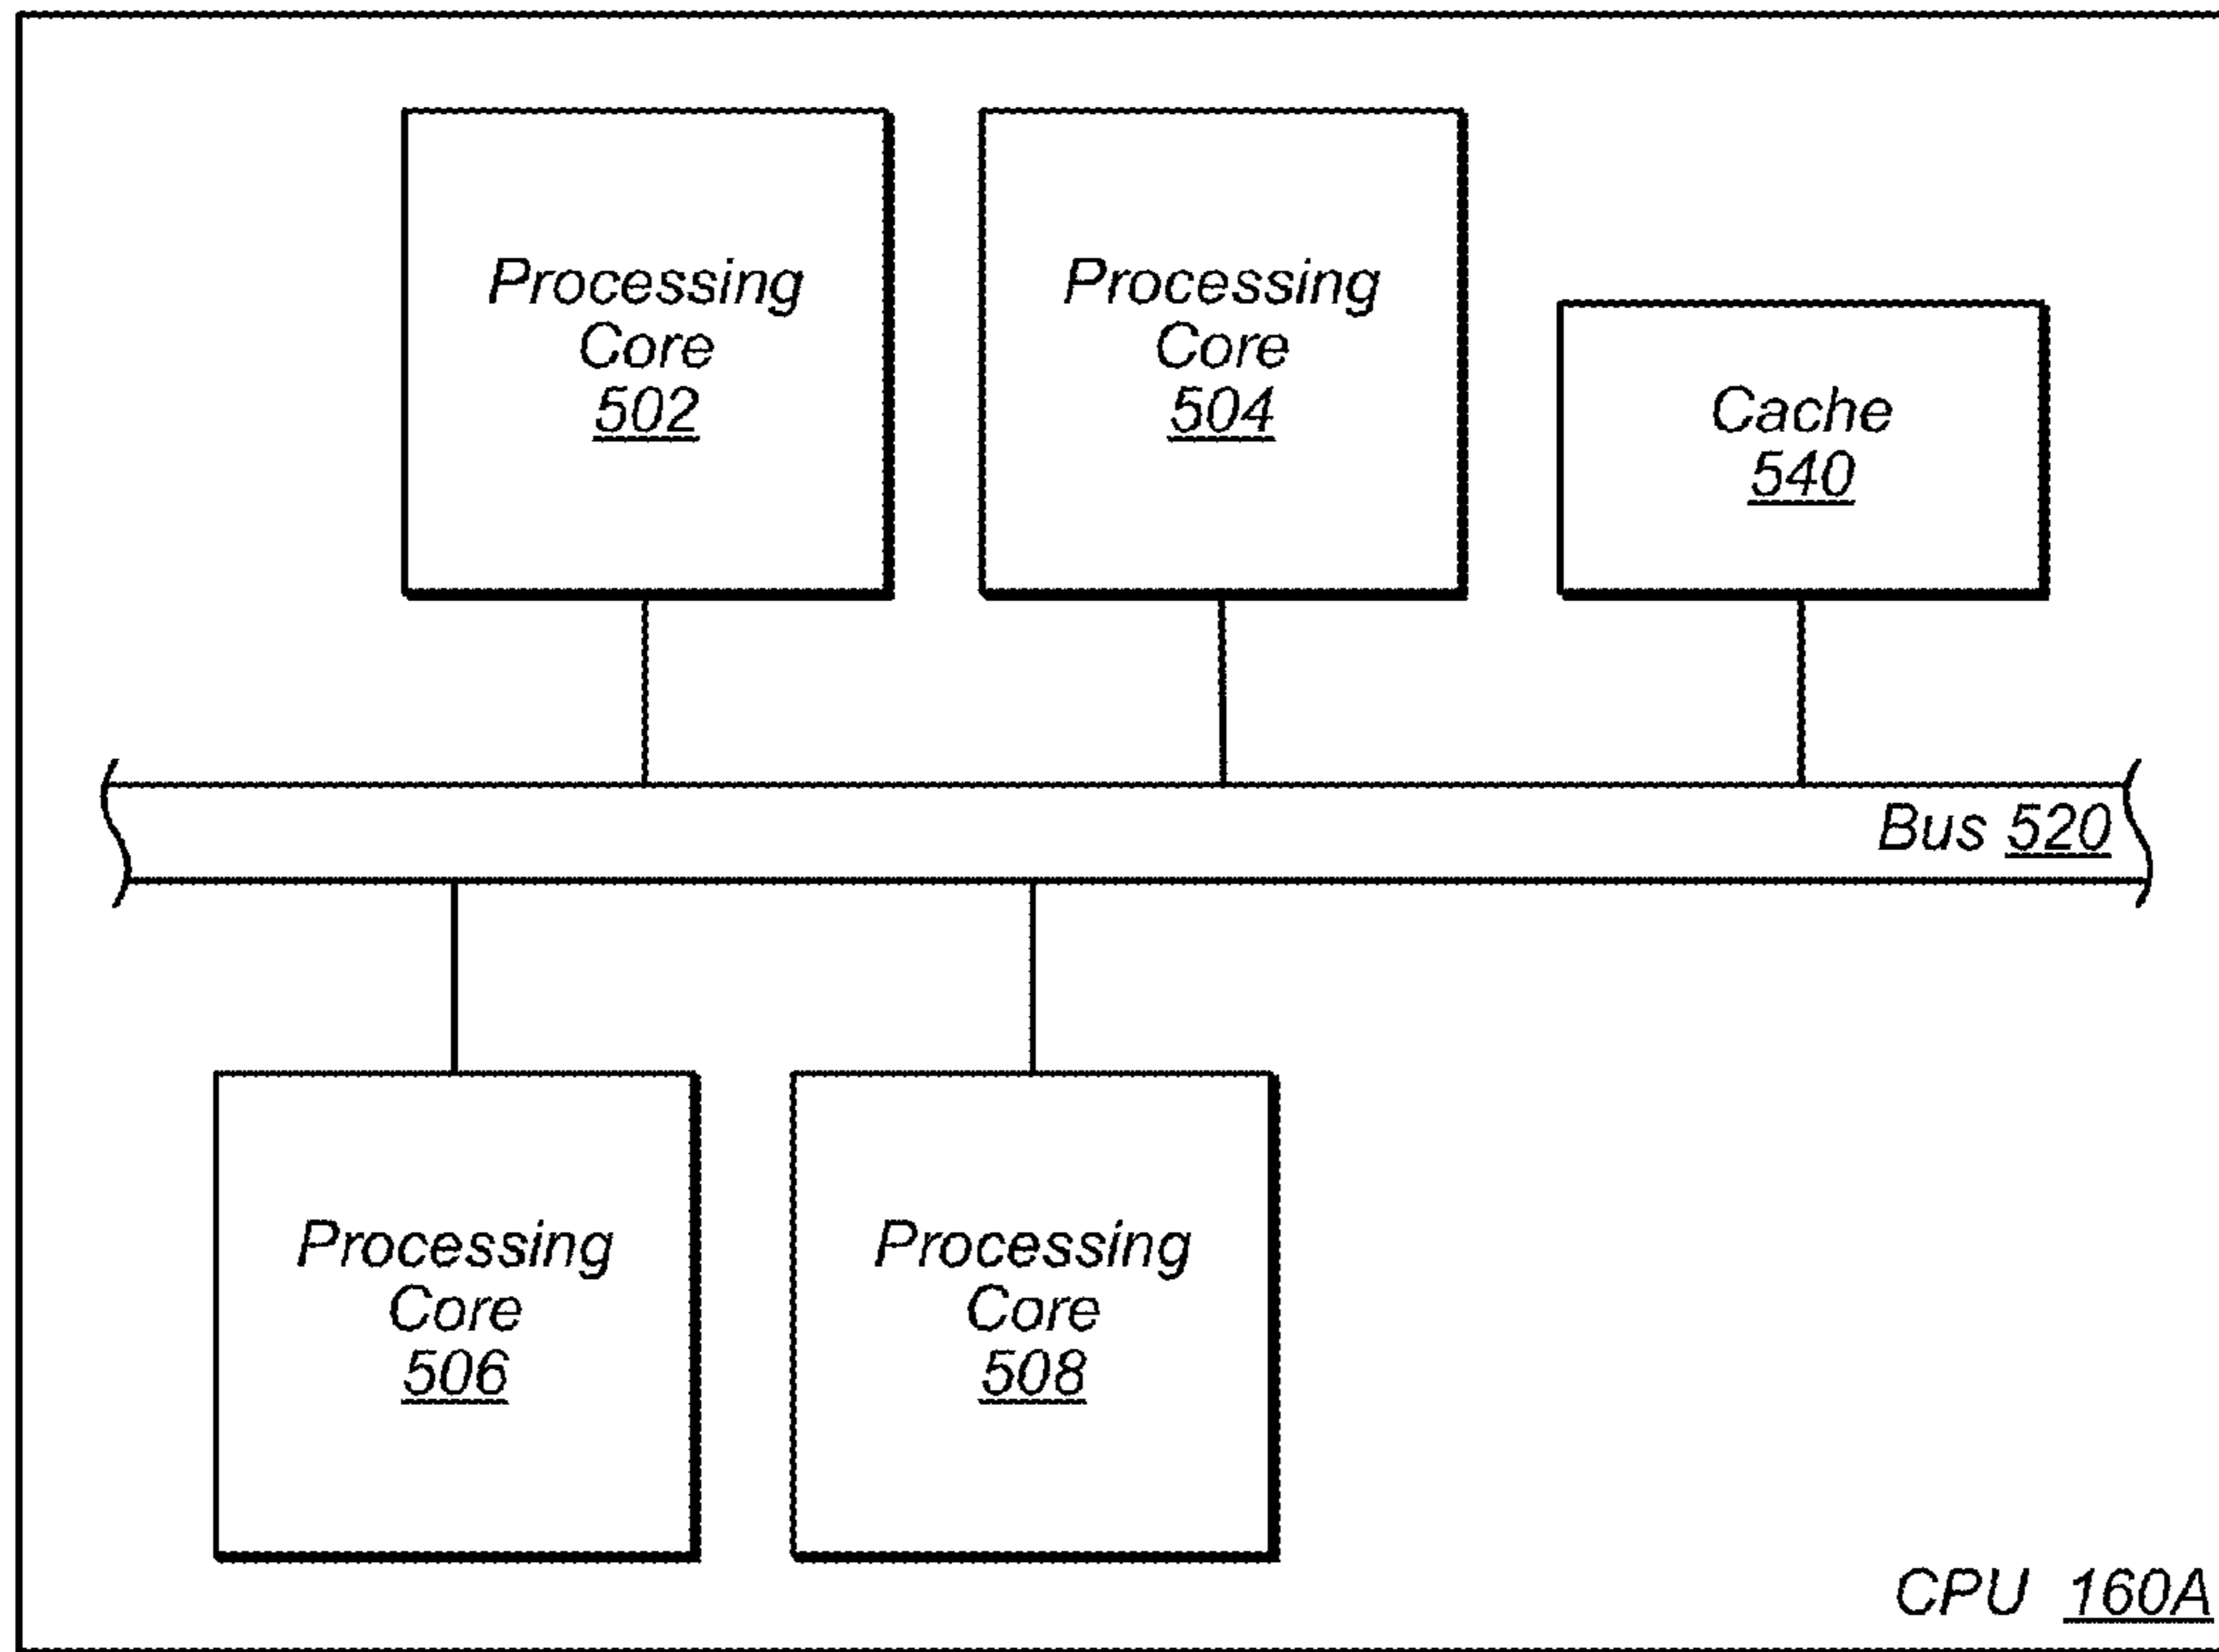 Processing
Core
502
Processing
Core
504
Cache
540
Bus 520
Processing
Core
506
Processing
Core
508
CPU 160A